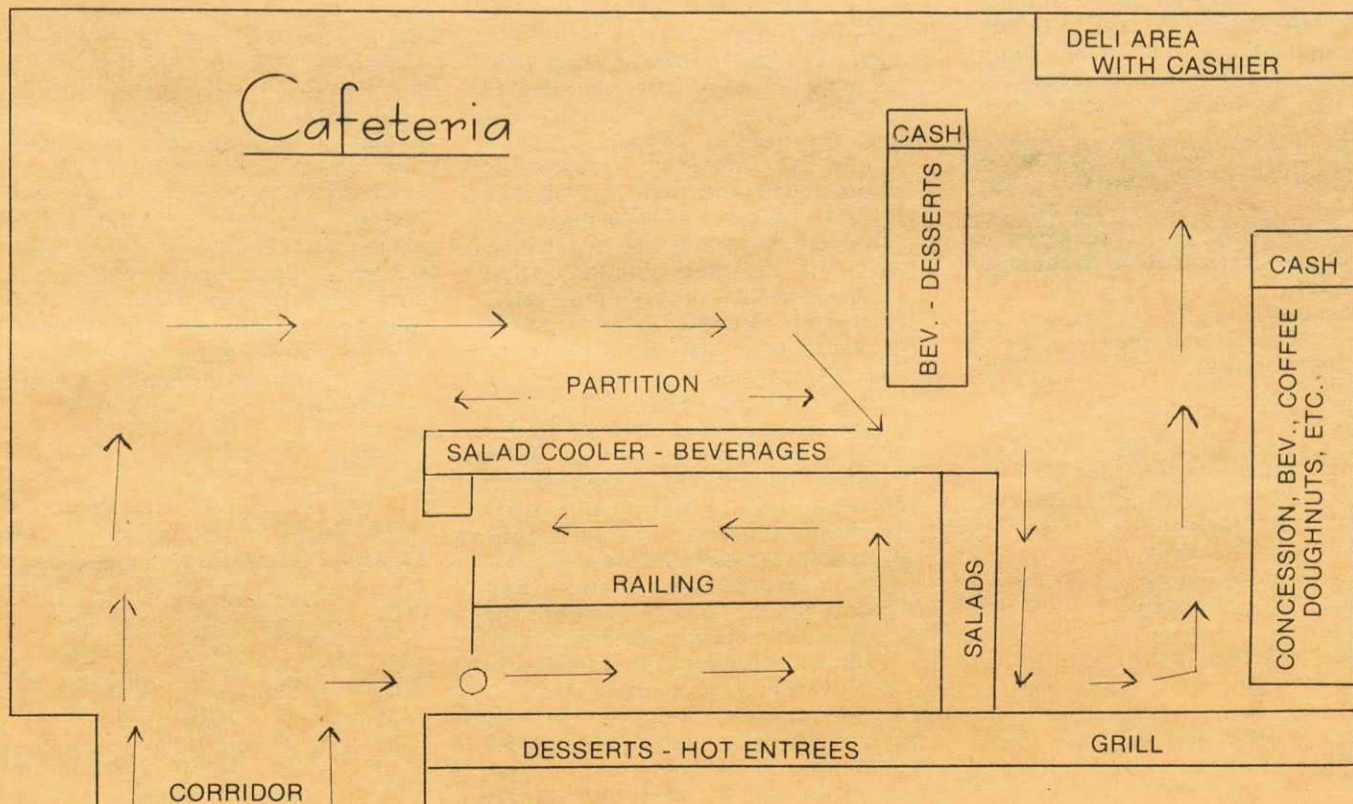 Cafeteria
DELI AREA
WITH CASHIER
CASH
BEV. - DESSERTS
CASH
CONCESSION, BEV., COFFEE
DOUGHNUTS, ETC.
PARTITION
SALAD COOLER - BEVERAGES
RAILING
SALADS
DESSERTS - HOT ENTREES
GRILL
CORRIDOR